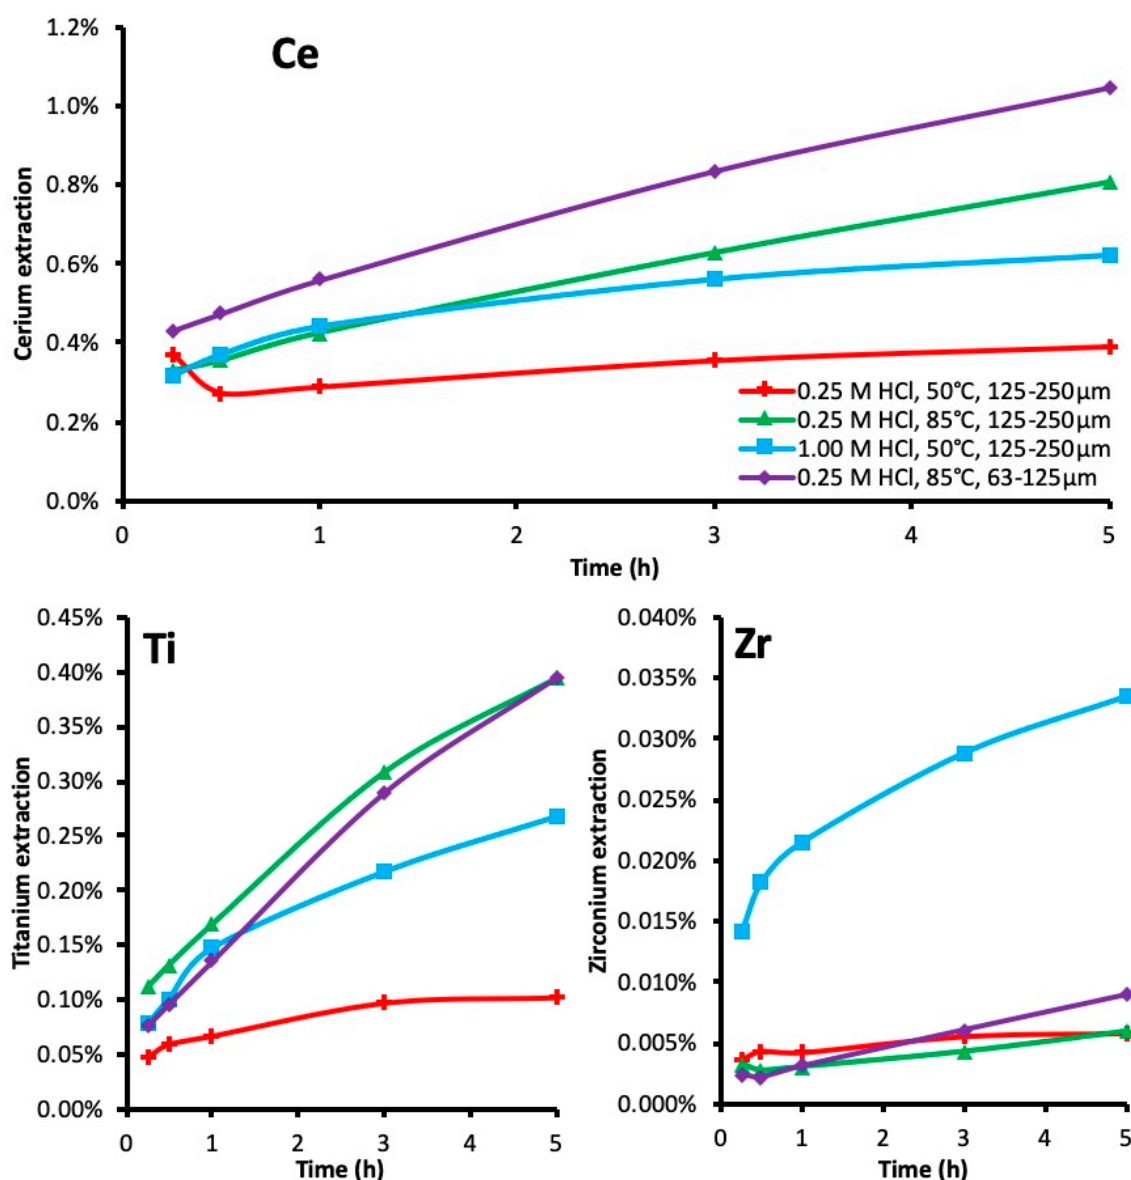 Ce
Cerium extraction
1.2%
1.0%
0.8%
0.6%
0.4%
0.2%
0.0%
0.25 M HCl, 50°C, 125-250µm
0.25 M HCl, 85°C, 125-250µm
1.00 M HCl, 50°C, 125-250µm
0.25 M HCl, 85°C, 63-125µm
0 1 2 3 4 5
Time (h)
Ti
Titanium extraction
0.45%
0.40%
0.35%
0.30%
0.25%
0.20%
0.15%
0.10%
0.05%
0.00%
0 1 3 5
Time (h)
Zr
Zirconium extraction
0.040%
0.035%
0.030%
0.025%
0.020%
0.015%
0.010%
0.005%
0.000%
0 1 3 5
Time (h)